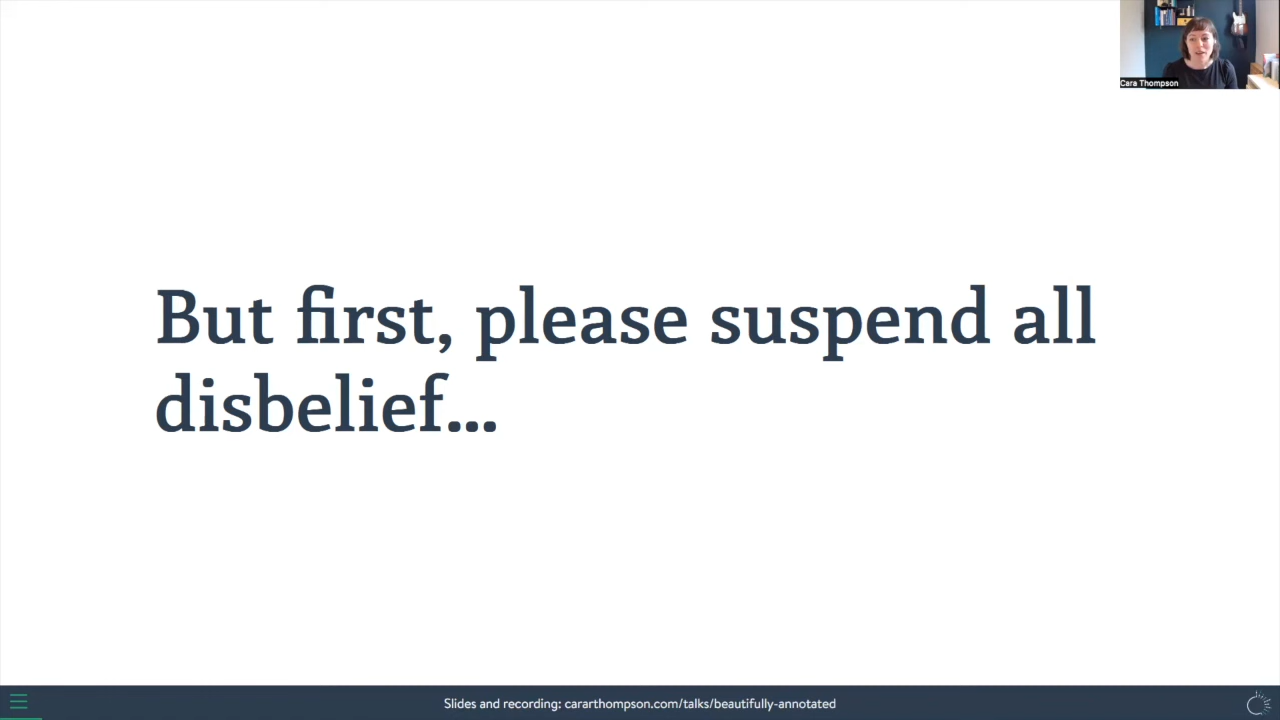 Cara Thompson
But first, please suspend all
disbelief...
Slides and recording: cararthompson.com/talks/beautifully-annotated